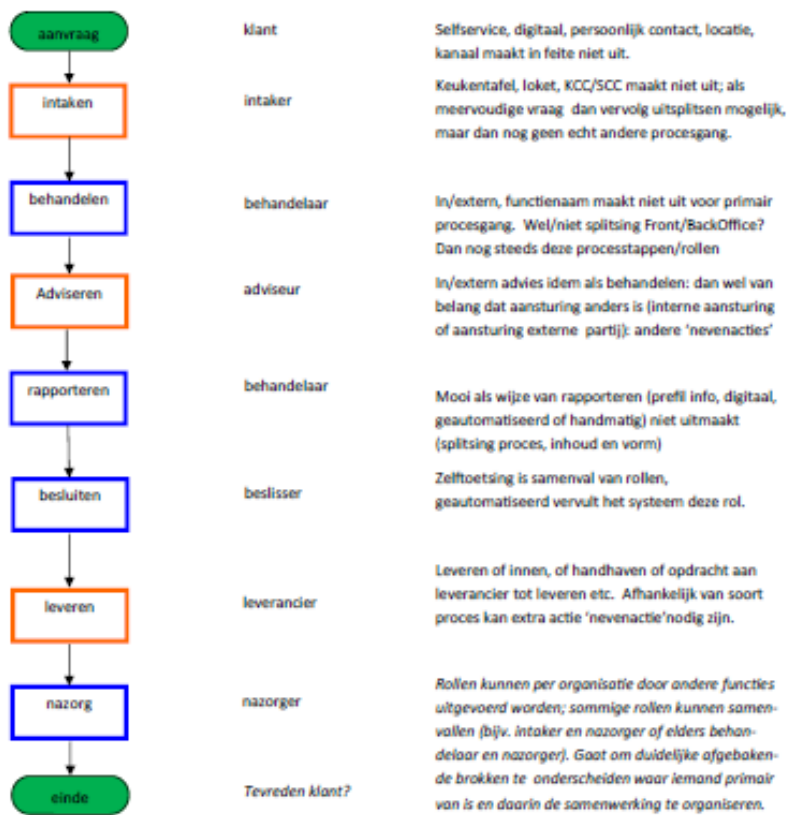 aanvraag
klant
Selfservice, digitaal, persoonlijk contact, locatie,
kanaal maakt in feite niet uit.
intaken
intaker
Keukentafel, loket, KCC/SCC maakt niet uit; als
meervoudige vraag dan vervolg uitsplitsen mogelijk,
maar dan nog geen echt andere procesgang.
behandelen
behandelaar
In/extern, functienaam maakt niet uit voor primair
procesgang. Wel/niet splitsing Front/BackOffice?
Dan nog steeds deze processtappen/rollen
Adviseren
adviseur
In/extern advies idem als behandelen: dan wel van
belang dat aansturing anders is (interne aansturing
of aansturing externe partij): andere 'nevenacties'
rapporteren
behandelaar
Mooi als wijze van rapporteren (prefil info, digitaal,
geautomatiseerd of handmatig) niet uitmaakt
(splitsing proces, inhoud en vorm)
besluiten
beslisser
Zelftoetsing is samenval van rollen,
geautomatiseerd vervult het systeem deze rol.
leveren
leverancier
Leveren of innen, of handhaven of opdracht aan
leverancier tot leveren etc. Afhankelijk van soort
proces kan extra actie 'nevenactie'nodig zijn.
nazorg
nazorger
Rollen kunnen per organisatie door andere functies
uitgevoerd worden; sommige rollen kunnen samen-
vallen (bijv. intaker en nazorger of elders behan-
delaar en nazorger). Gaat om duidelijke afgebaken-
de brokken te onderscheiden waar iemand primair
van is en daarin de samenwerking te organiseren.
einde
Tevreden klant?